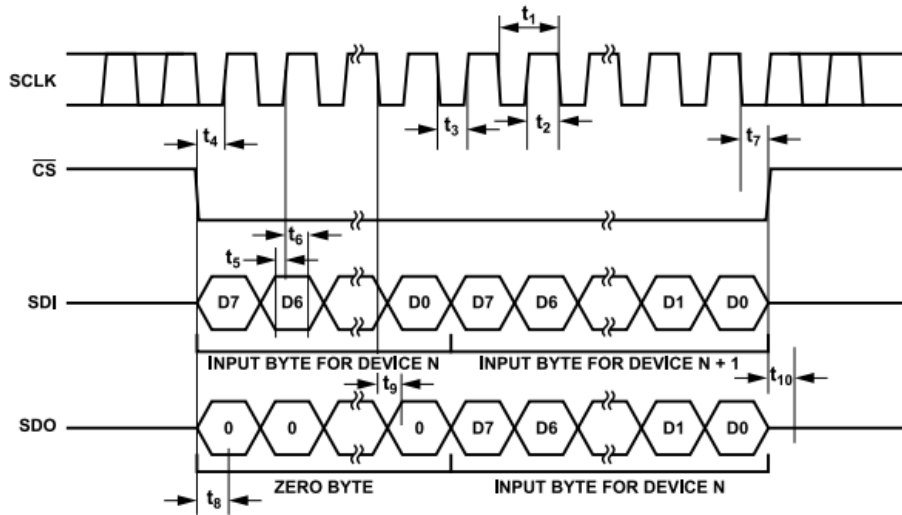 t1
SCLK
t3 t2
t4 t7
CS
t6
t5
SDI D7 D6 D0 D7 D6 D1 D0
INPUT BYTE FOR DEVICE N INPUT BYTE FOR DEVICE N + 1
t9 t10
SDO 0 0 0 D7 D6 D1 D0
ZERO BYTE INPUT BYTE FOR DEVICE N
t8